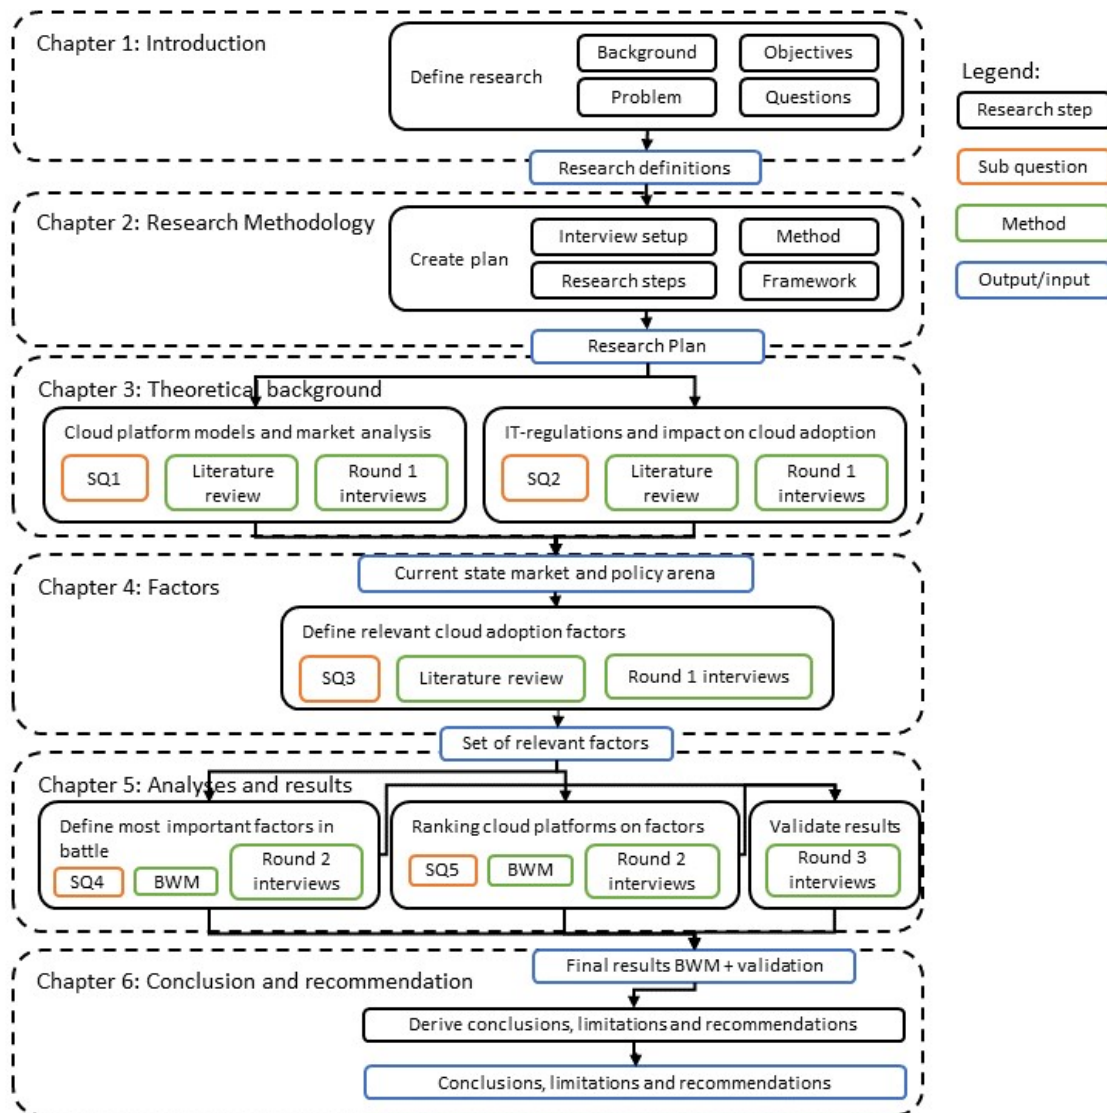 Chapter 1: Introduction
Define research
Background
Objectives
Problem
Questions
Research definitions
Legend:
Research step
Sub question
Method
Output/input
Chapter 2: Research Methodology
Create plan
Interview setup
Method
Research steps
Framework
Research Plan
Chapter 3: Theoretical background
Cloud platform models and market analysis
SQ1
Literature
review
Round 1
interviews
IT-regulations and impact on cloud adoption
SQ2
Literature
review
Round 1
interviews
Current state market and policy arena
Chapter 4: Factors
Define relevant cloud adoption factors
SQ3
Literature review
Round 1 interviews
Set of relevant factors
Chapter 5: Analyses and results
Define most important factors in
battle
SQ4
BWM
Round 2
interviews
Ranking cloud platforms on factors
SQ5
BWM
Round 2
interviews
Validate results
Round 3
interviews
Final results BWM + validation
Chapter 6: Conclusion and recommendation
Derive conclusions, limitations and recommendations
Conclusions, limitations and recommendations